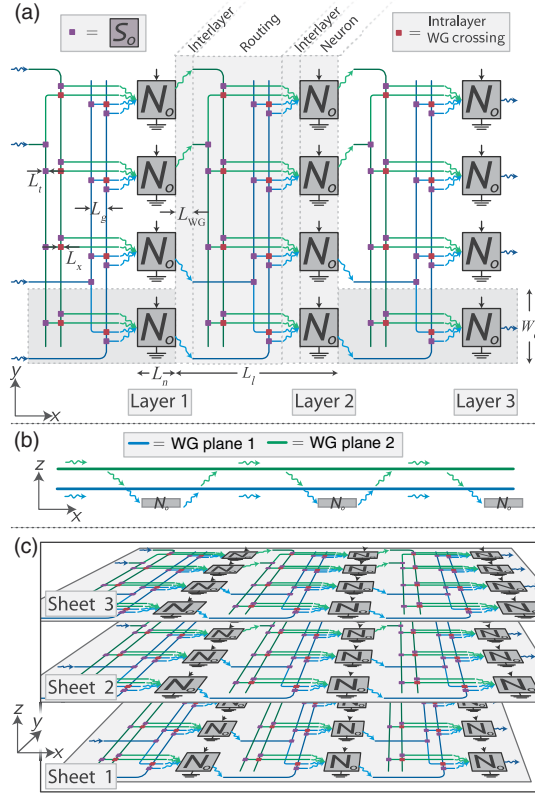 (a)
Interlayer
Routing
Interlayer
Neuron
= S_o
= Intralayer
WG crossing
N_o N_o N_o
N_o N_o N_o
L_t
L_g
L_WG
L_x
N_o N_o N_o
N_o N_o N_o
y
x
L_n
L_l
Layer 1
Layer 2
Layer 3
(b)
= WG plane 1
= WG plane 2
z
x
N_o N_o N_o
(c)
Sheet 3
Sheet 2
z
y
x
Sheet 1